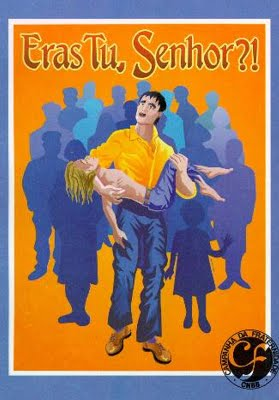 Eras Tu, Senhor?!
CAMPANHA DA FRATERNIDADE
CF
CNBB